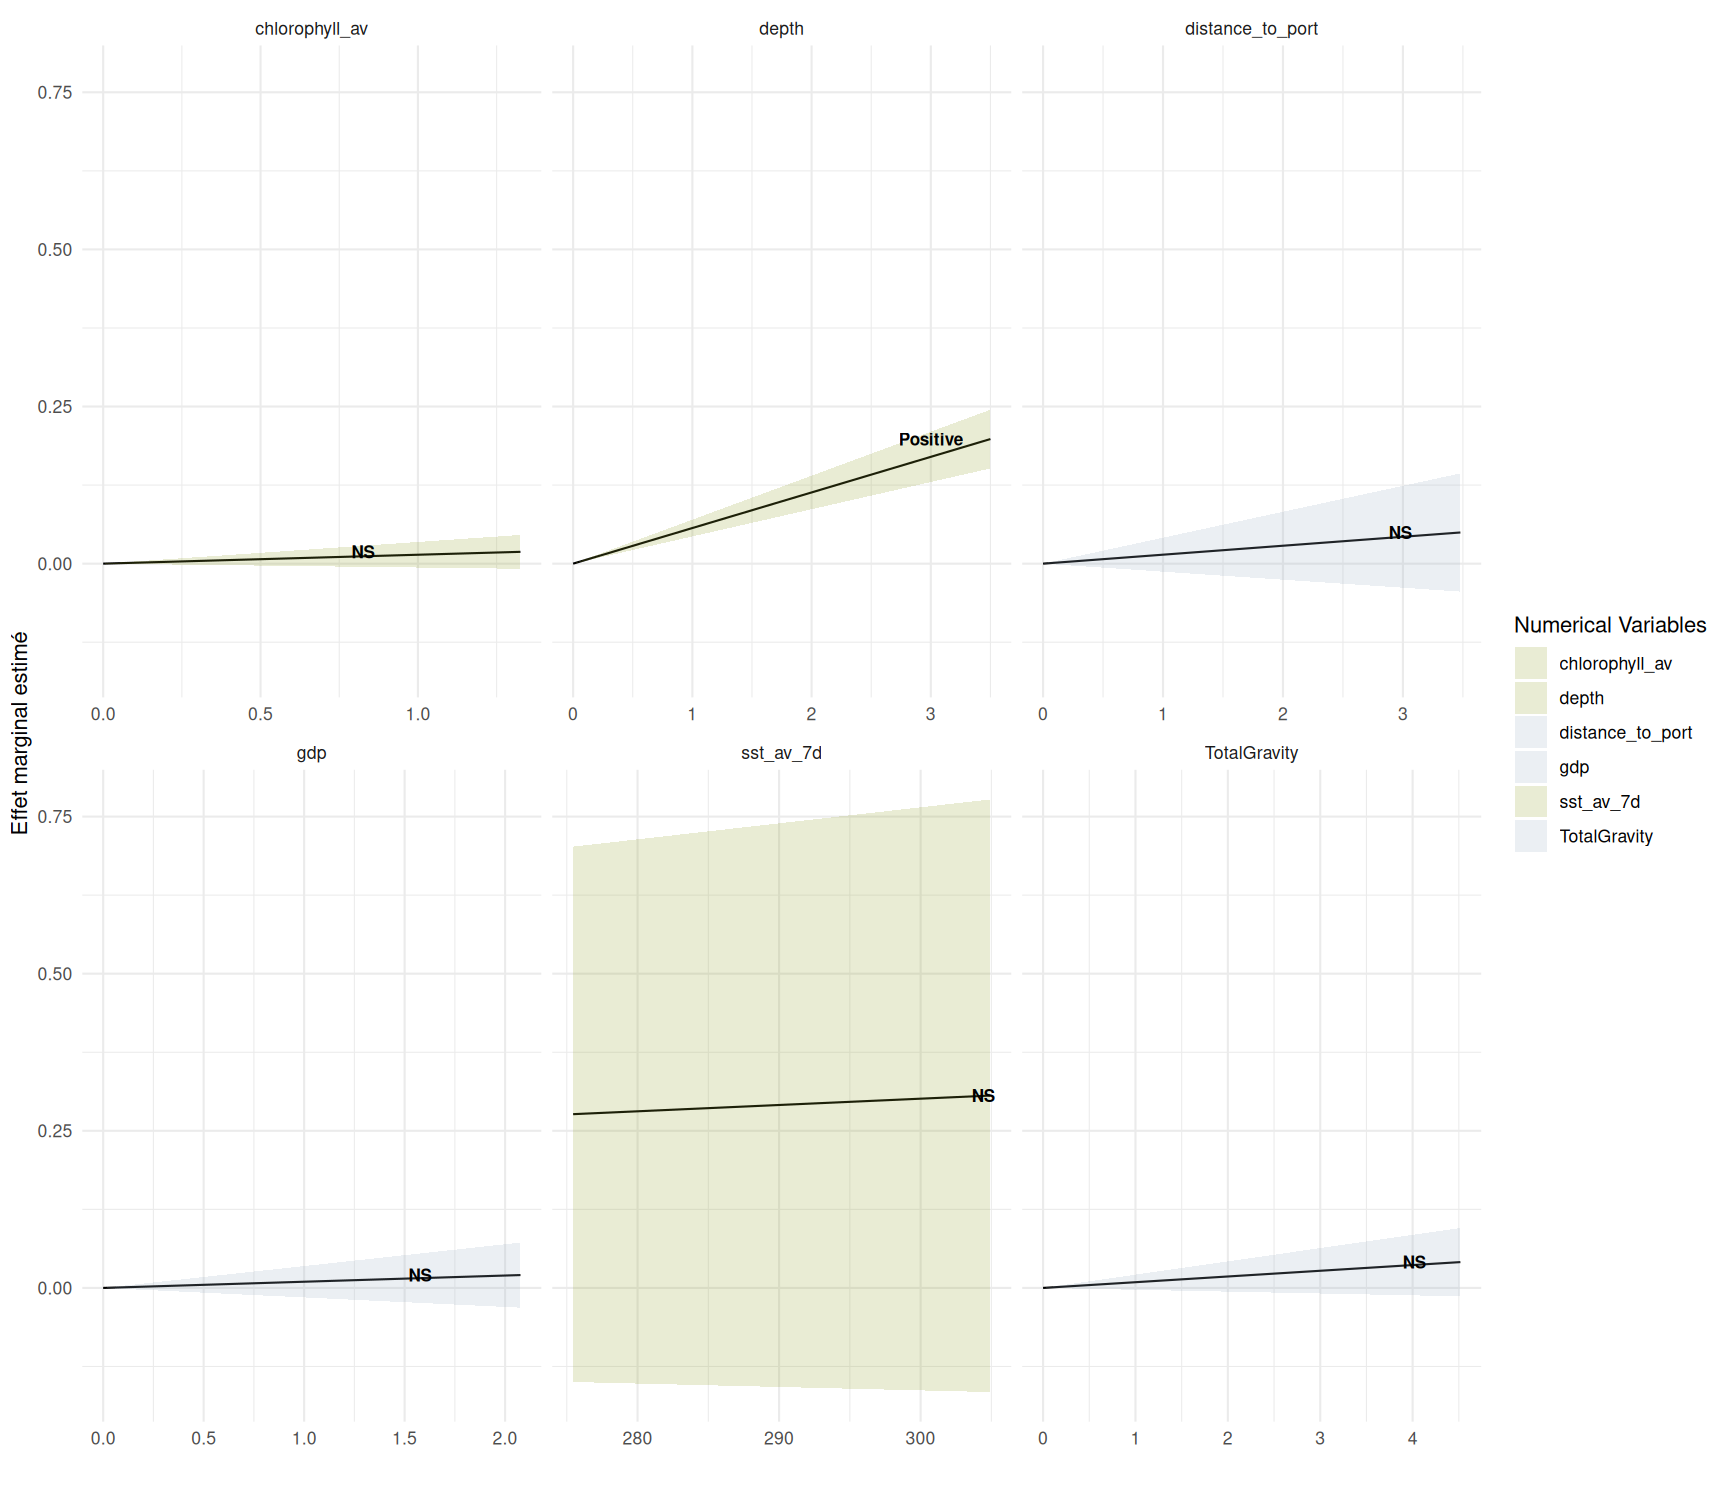 chlorophyll_av
depth
distance_to_port
0.75
0.50
0.25
0.00
NS
Positive
NS
0.0
0.5
1.0
0
1
2
3
0
1
2
3
gdp
sst_av_7d
TotalGravity
0.75
0.50
0.25
0.00
NS
NS
NS
0.0
0.5
1.0
1.5
2.0
280
290
300
0
1
2
3
4
Effet marginal estimé
Numerical Variables
chlorophyll_av
depth
distance_to_port
gdp
sst_av_7d
TotalGravity